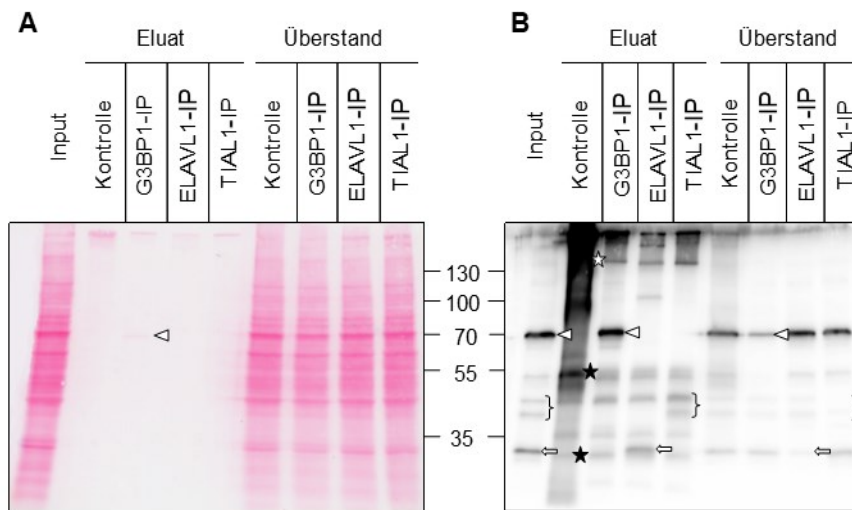 A
Eluat
Überstand
Input
Kontrolle
G3BP1-IP
ELAVL1-IP
TIAL1-IP
Kontrolle
G3BP1-IP
ELAVL1-IP
TIAL1-IP
130
100
70
55
35
B
Eluat
Überstand
Input
Kontrolle
G3BP1-IP
ELAVL1-IP
TIAL1-IP
Kontrolle
G3BP1-IP
ELAVL1-IP
TIAL1-IP